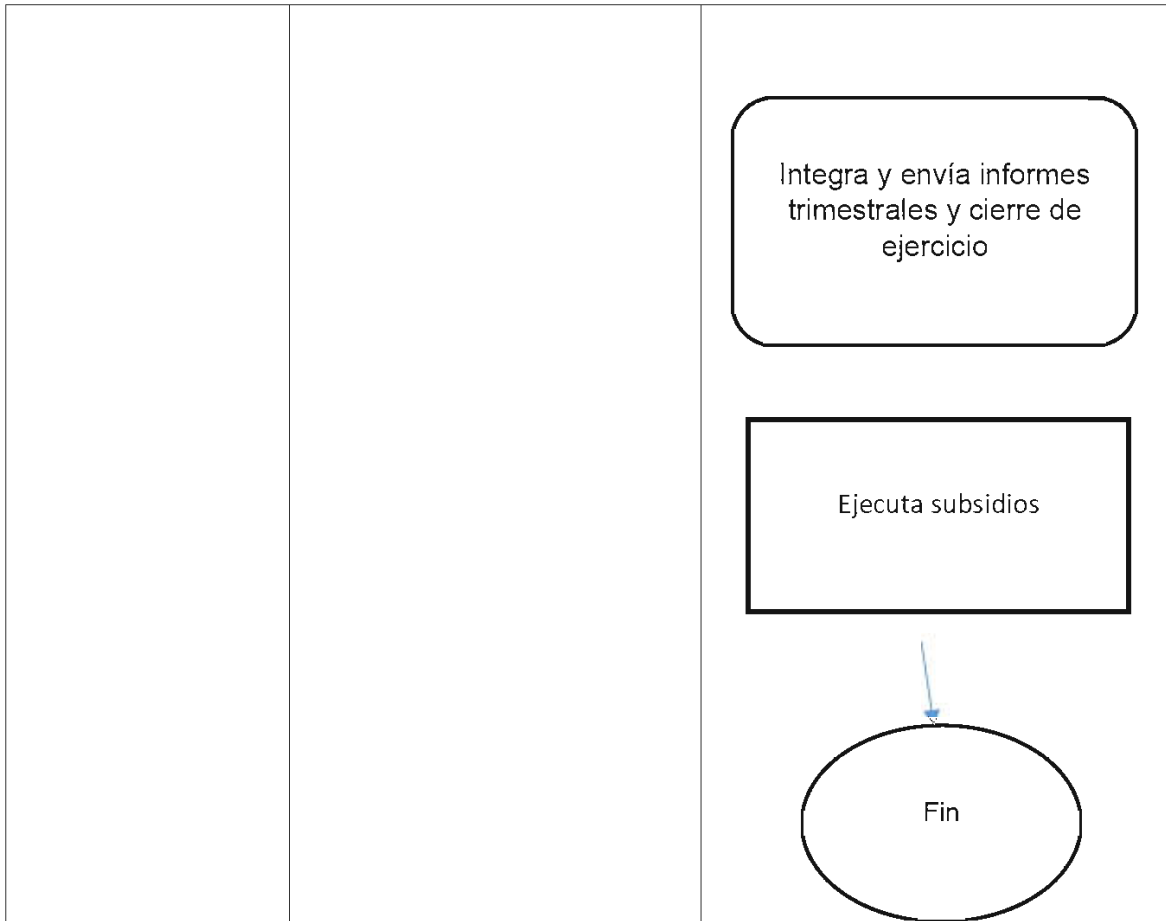 Integra y envía informes
trimestrales y cierre de
ejercicio
Ejecuta subsidios
Fin